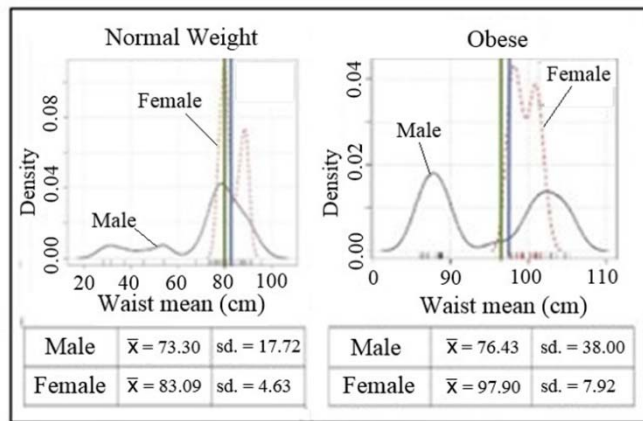 Normal Weight
Density
0.08
0.04
0.00
Female
Male
20 40 60 80 100
Waist mean (cm)
Male x̄ = 73.30 sd. = 17.72
Female x̄ = 83.09 sd. = 4.63
Obese
Density
0.04
0.02
0.00
Male
Female
0 90 100 110
Waist mean (cm)
Male x̄ = 76.43 sd. = 38.00
Female x̄ = 97.90 sd. = 7.92